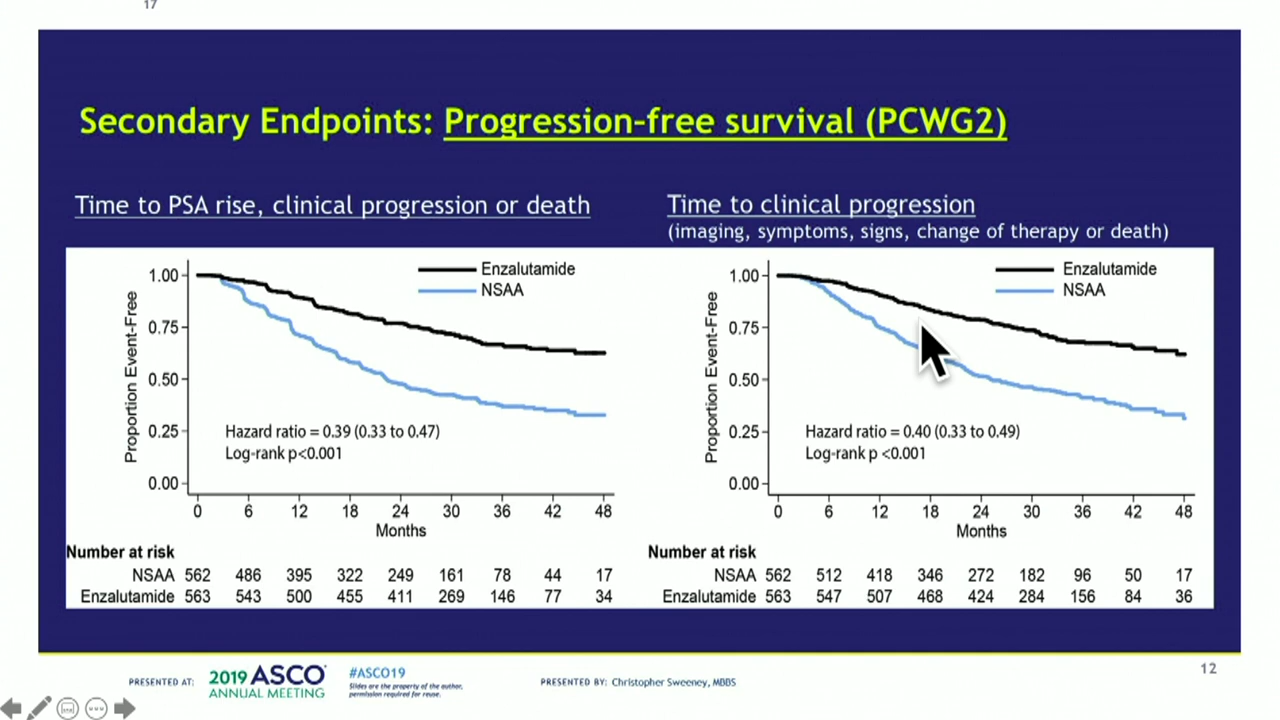 17
Secondary Endpoints: Progression-free survival (PCWG2)
Time to PSA rise, clinical progression or death
1.00
0.75
0.50
0.25
0.00
Proportion Event-Free
Enzalutamide
NSAA
Hazard ratio = 0.39 (0.33 to 0.47)
Log-rank p<0.001
0 6 12 18 24 30 36 42 48
Months
Number at risk
NSAA 562 486 395 322 249 161 78 44 17
Enzalutamide 563 543 500 455 411 269 146 77 34
Time to clinical progression
(imaging, symptoms, signs, change of therapy or death)
1.00
0.75
0.50
0.25
0.00
Proportion Event-Free
Enzalutamide
NSAA
Hazard ratio = 0.40 (0.33 to 0.49)
Log-rank p <0.001
0 6 12 18 24 30 36 42 48
Months
Number at risk
NSAA 562 512 418 346 272 182 96 50 17
Enzalutamide 563 547 507 468 424 284 156 84 36
PRESENTED AT:
2019 ASCO
ANNUAL MEETING
#ASCO19
Slides are the property of the author,
permission required for reuse.
PRESENTED BY: Christopher Sweeney, MBBS
12